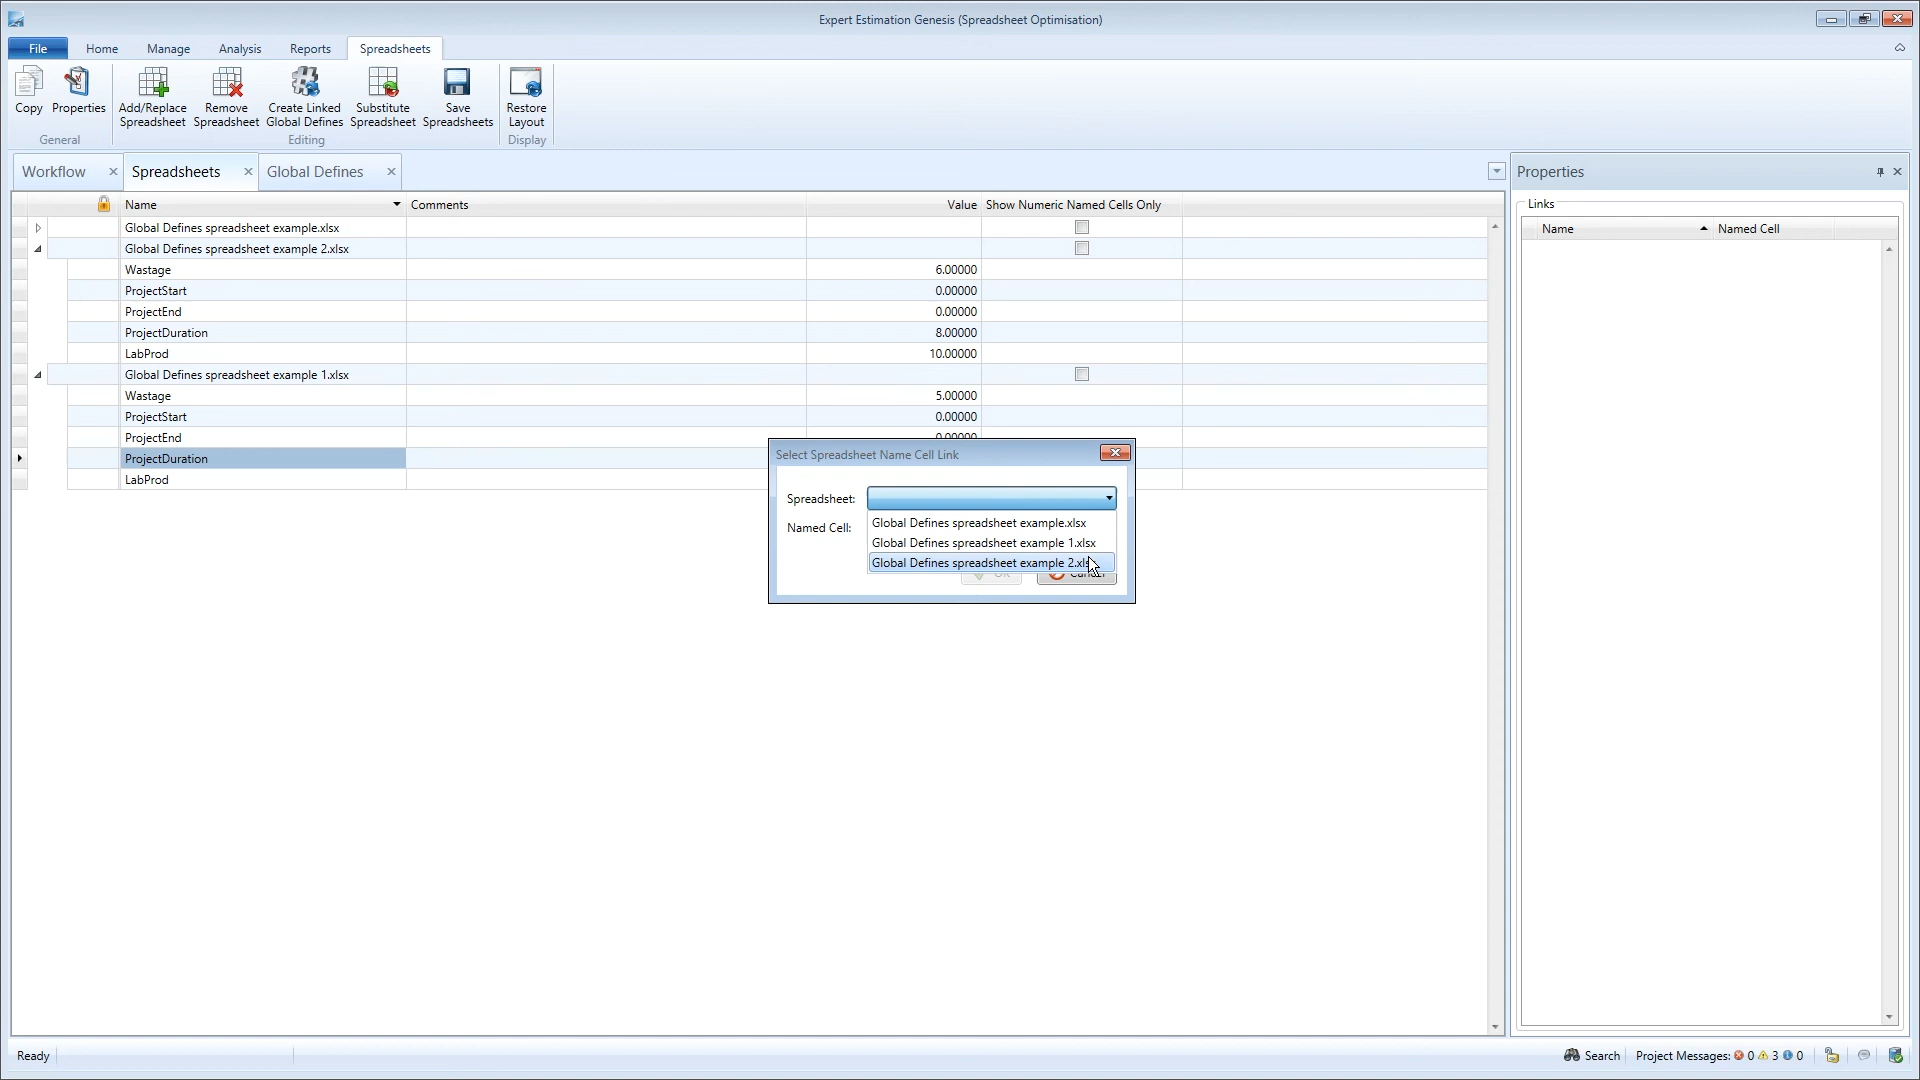 Expert Estimation Genesis (Spreadsheet Optimisation)
File Home Manage Analysis Reports Spreadsheets
Copy Properties Add/Replace Spreadsheet Remove Spreadsheet Create Linked Global Defines Substitute Spreadsheet Save Spreadsheets Restore Layout
General Editing Display
Workflow Spreadsheets Global Defines
Properties
Links
Name Named Cell
Name Comments Value Show Numeric Named Cells Only
Global Defines spreadsheet example.xlsx
Global Defines spreadsheet example 2.xlsx
Wastage 6.00000
ProjectStart 0.00000
ProjectEnd 0.00000
ProjectDuration 8.00000
LabProd 10.00000
Global Defines spreadsheet example 1.xlsx
Wastage 5.00000
ProjectStart 0.00000
ProjectEnd 0.00000
ProjectDuration
LabProd
Select Spreadsheet Name Cell Link
Spreadsheet:
Named Cell:
Global Defines spreadsheet example.xlsx
Global Defines spreadsheet example 1.xlsx
Global Defines spreadsheet example 2.xlsx
OK Cancel
Ready
Search Project Messages: 0 3 0